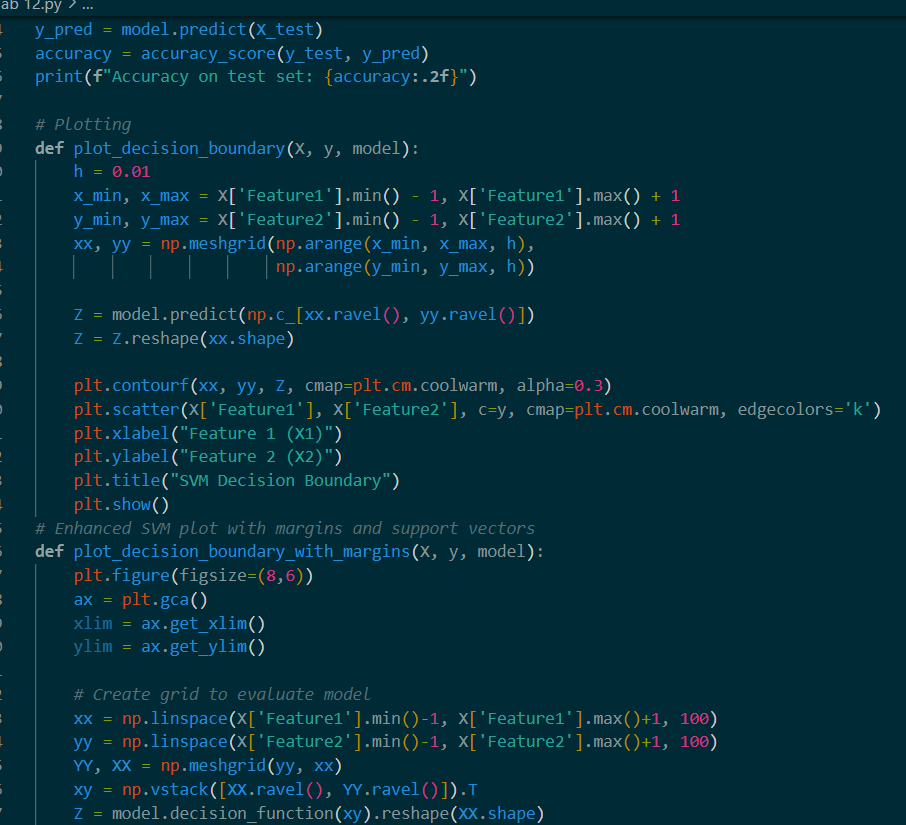 ab 12.py > ...
y_pred = model.predict(X_test)
accuracy = accuracy_score(y_test, y_pred)
print(f"Accuracy on test set: {accuracy:.2f}")
# Plotting
def plot_decision_boundary(X, y, model):
    h = 0.01
    x_min, x_max = X['Feature1'].min() - 1, X['Feature1'].max() + 1
    y_min, y_max = X['Feature2'].min() - 1, X['Feature2'].max() + 1
    xx, yy = np.meshgrid(np.arange(x_min, x_max, h),
                         np.arange(y_min, y_max, h))
    Z = model.predict(np.c_[xx.ravel(), yy.ravel()])
    Z = Z.reshape(xx.shape)
    plt.contourf(xx, yy, Z, cmap=plt.cm.coolwarm, alpha=0.3)
    plt.scatter(X['Feature1'], X['Feature2'], c=y, cmap=plt.cm.coolwarm, edgecolors='k')
    plt.xlabel("Feature 1 (X1)")
    plt.ylabel("Feature 2 (X2)")
    plt.title("SVM Decision Boundary")
    plt.show()
# Enhanced SVM plot with margins and support vectors
def plot_decision_boundary_with_margins(X, y, model):
    plt.figure(figsize=(8,6))
    ax = plt.gca()
    xlim = ax.get_xlim()
    ylim = ax.get_ylim()
    # Create grid to evaluate model
    xx = np.linspace(X['Feature1'].min()-1, X['Feature1'].max()+1, 100)
    yy = np.linspace(X['Feature2'].min()-1, X['Feature2'].max()+1, 100)
    YY, XX = np.meshgrid(yy, xx)
    xy = np.vstack([XX.ravel(), YY.ravel()]).T
    Z = model.decision_function(xy).reshape(XX.shape)